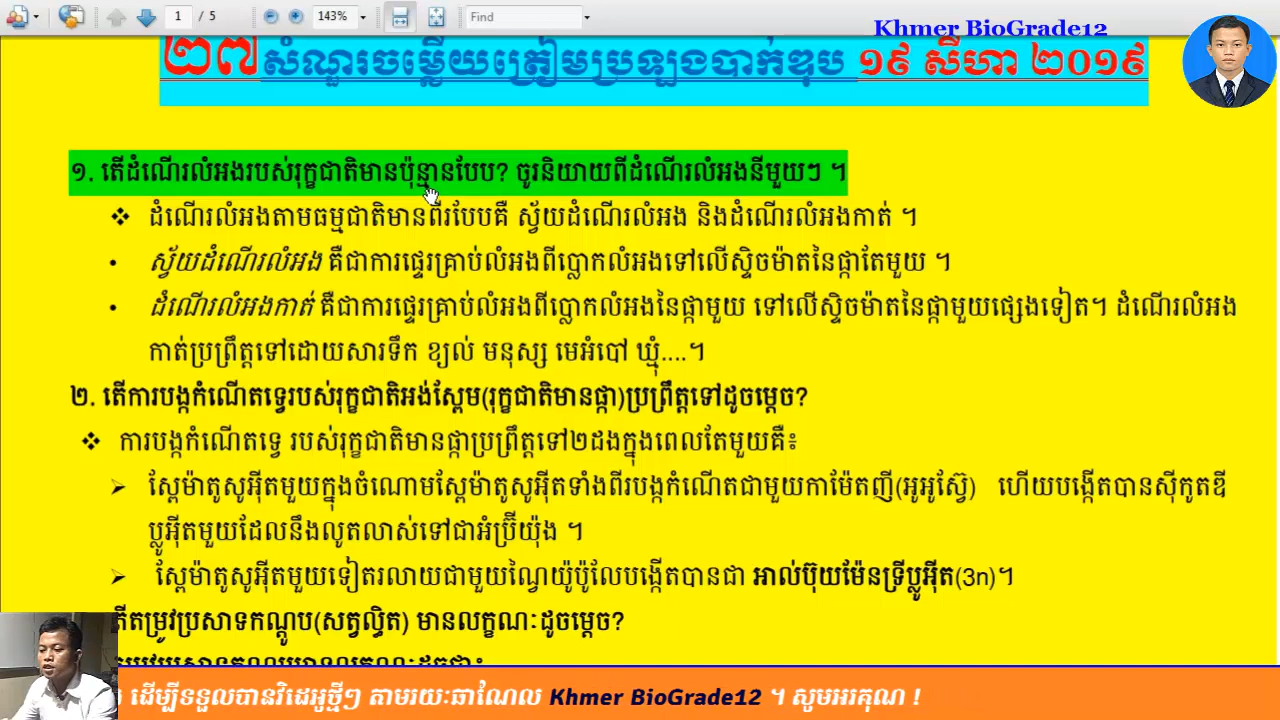 1 / 5
143%
Find
Khmer BioGrade12
២៧សំណួរចម្លើយត្រៀមប្រឡងបាក់ឌុប ១៩ សីហា ២០១៩
១. តើដំណើរលំអងរបស់រុក្ខជាតិមានប៉ុន្មានបែប? ចូរនិយាយពីដំណើរលំអងនីមួយៗ ។
❖ ដំណើរលំអងតាមធម្មជាតិមានពីរបែបគឺ ស្វ័យដំណើរលំអង និងដំណើរលំអងកាត់ ។
• ស្វ័យដំណើរលំអង គឺជាការផ្ទេរគ្រាប់លំអងពីប្លោកលំអងទៅលើស្ទិចម៉ាតនៃផ្កាតែមួយ ។
• ដំណើរលំអងកាត់ គឺជាការផ្ទេរគ្រាប់លំអងពីប្លោកលំអងនៃផ្កាមួយ ទៅលើស្ទិចម៉ាតនៃផ្កាមួយផ្សេងទៀត។ ដំណើរលំអង
កាត់ប្រព្រឹត្តទៅដោយសារទឹក ខ្យល់ មនុស្ស មេអំបៅ ឃ្មុំ....។
២. តើការបង្កកំណើតទ្វេរបស់រុក្ខជាតិអង់ស្ពែម(រុក្ខជាតិមានផ្កា)ប្រព្រឹត្តទៅដូចម្តេច?
❖ ការបង្កកំណើតទ្វេ របស់រុក្ខជាតិមានផ្កាប្រព្រឹត្តទៅ២ដងក្នុងពេលតែមួយគឺ៖
➢ ស្ពែម៉ាតូសូអ៊ីតមួយក្នុងចំណោមស្ពែម៉ាតូសូអ៊ីតទាំងពីរបង្កកំណើតជាមួយកាម៉ែតញី(អូអូស្វ៊ែ) ហើយបង្កើតបានស៊ីកូតឌី
ប្លូអ៊ីតមួយដែលនឹងលូតលាស់ទៅជាអំប្រ៊ីយ៉ុង ។
➢ ស្ពែម៉ាតូសូអ៊ីតមួយទៀតរលាយជាមួយណ្វៃយ៉ូប៉ូលែបង្កើតបានជា អាល់ប៊ុយម៉ែនទ្រីប្លូអ៊ីត(3n)។
តើតម្រូវប្រសាទកណ្តូប(សត្វល្អិត) មានលក្ខណៈដូចម្តេច?
ដើម្បីទទួលបានវិដេអូថ្មីៗ តាមរយៈឆាណែល Khmer BioGrade12 ។ សូមអរគុណ !